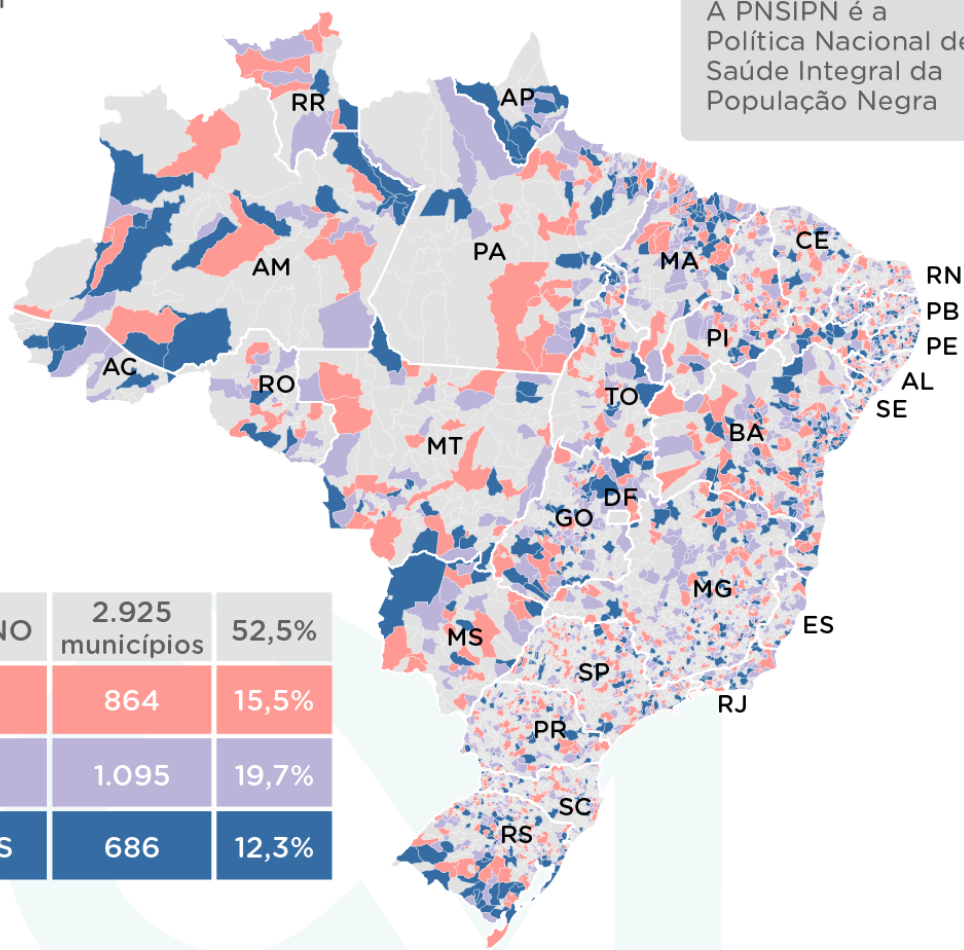 A PNSIPN é a
Política Nacional de
Saúde Integral da
População Negra
RR
AP
AM
PA
MA
CE
RN
PB
PE
AL
SE
PI
AC
RO
TO
MT
BA
DF
GO
MG
ES
MS
SP
RJ
PR
SC
RS
NO
2.925
municípios
52,5%
864
15,5%
1.095
19,7%
S
686
12,3%